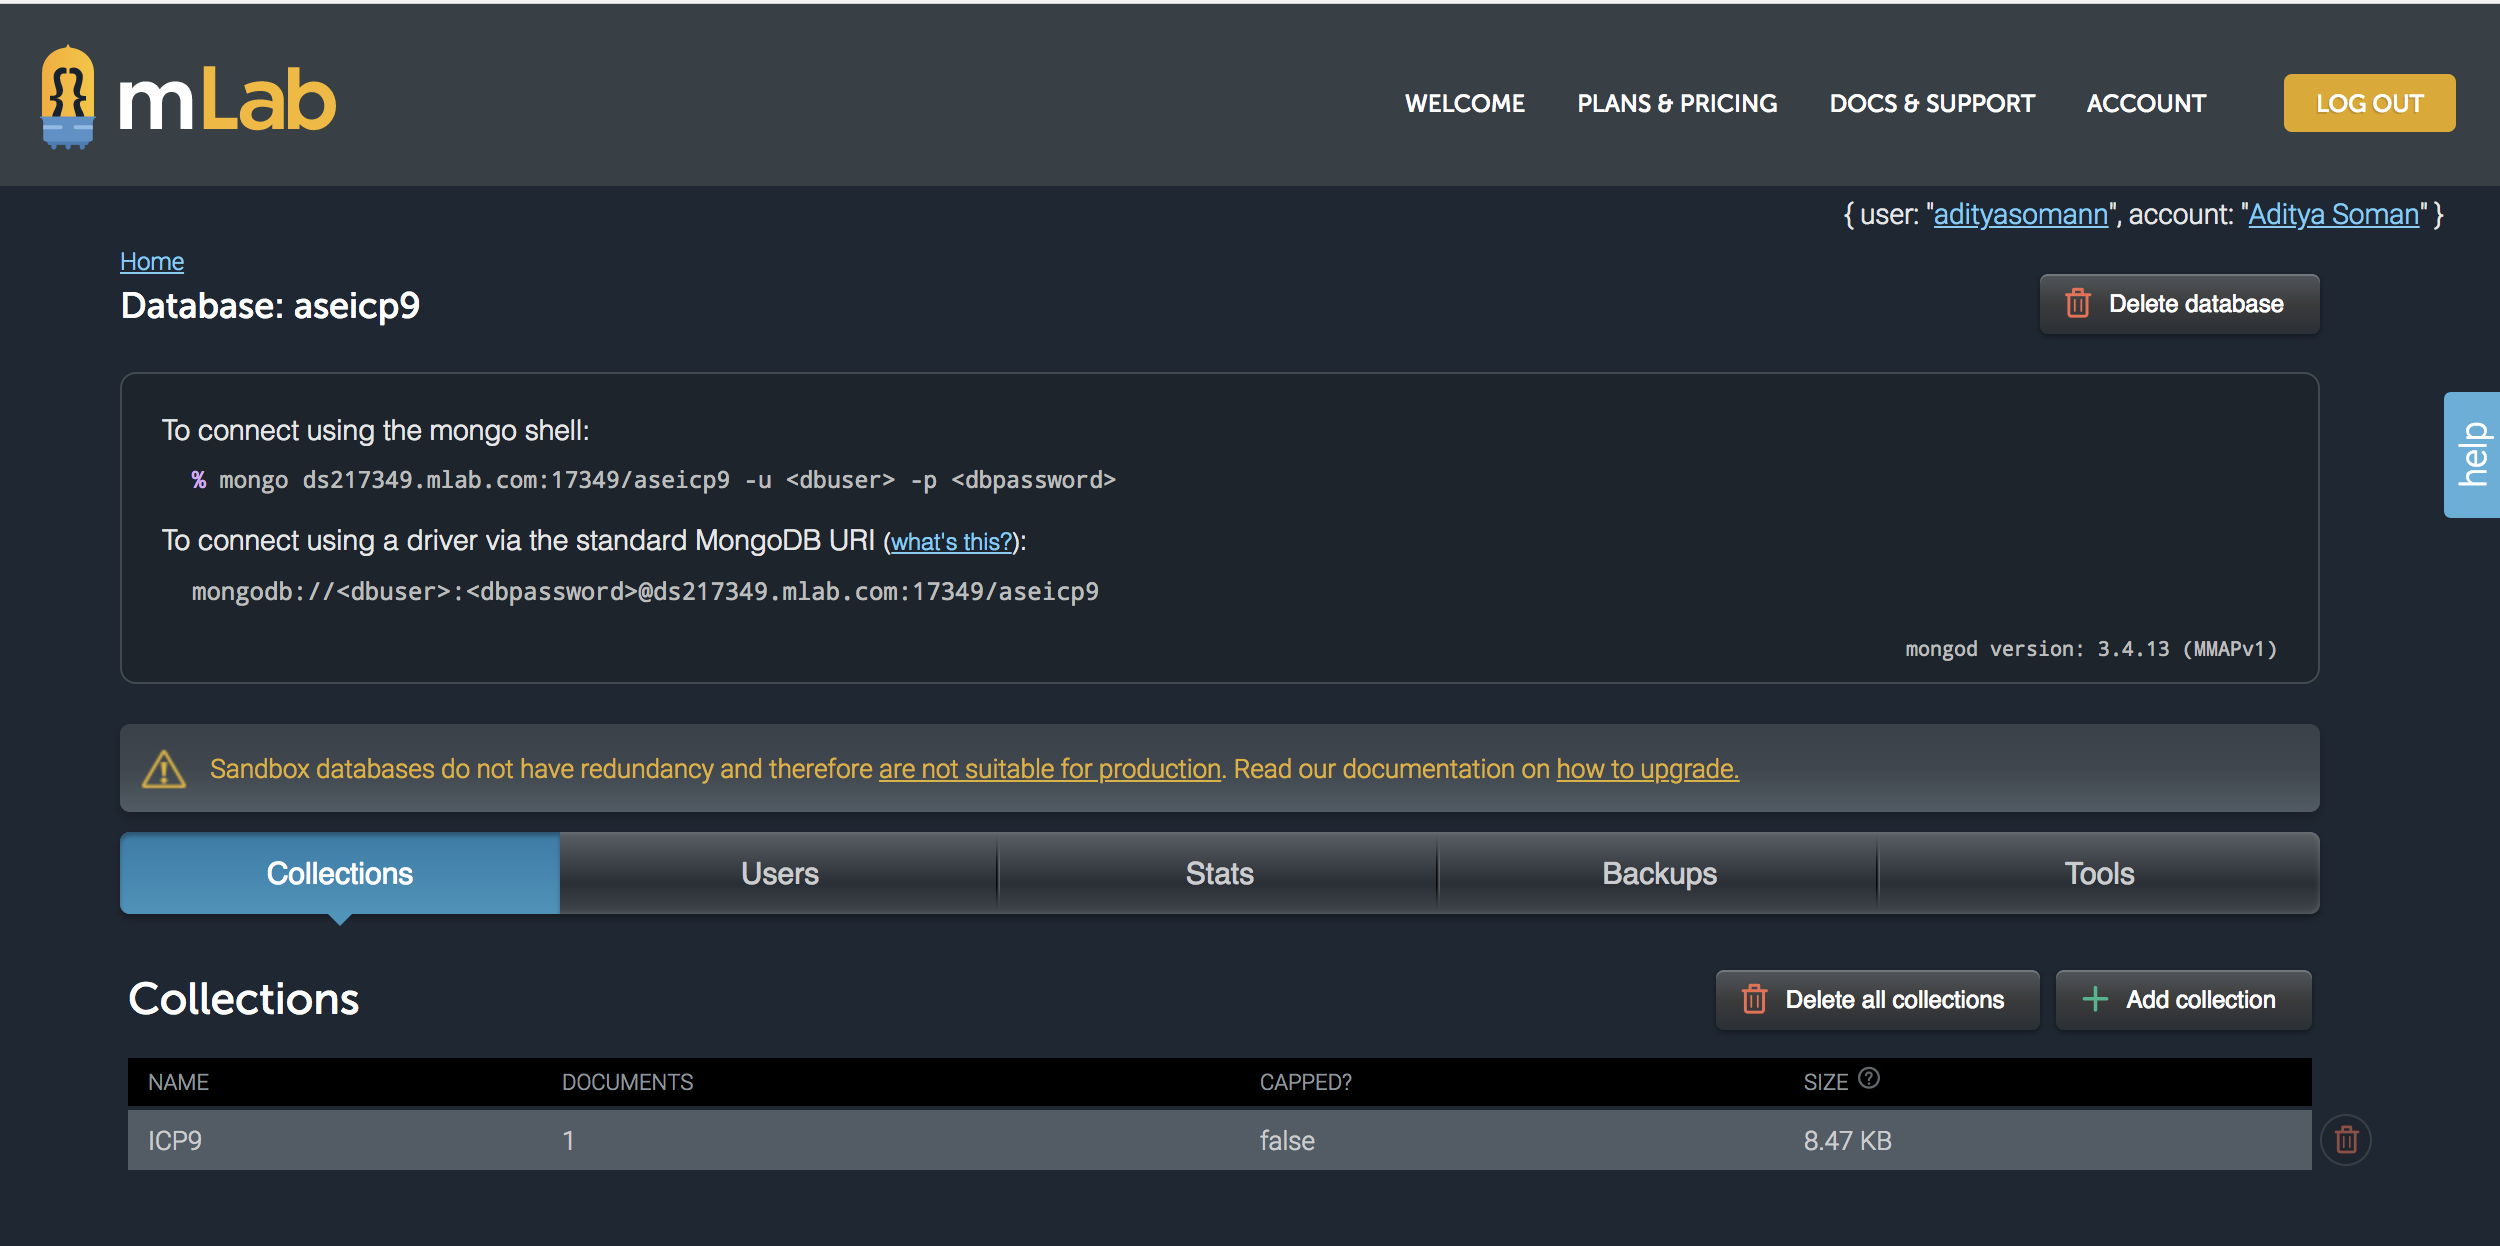 mLab
WELCOME PLANS & PRICING DOCS & SUPPORT ACCOUNT LOG OUT
{ user: "adityasomann", account: "Aditya Soman" }
Home
Database: aseicp9
Delete database
To connect using the mongo shell:
% mongo ds217349.mlab.com:17349/aseicp9 -u <dbuser> -p <dbpassword>
To connect using a driver via the standard MongoDB URI (what's this?):
mongodb://<dbuser>:<dbpassword>@ds217349.mlab.com:17349/aseicp9
mongod version: 3.4.13 (MMAPv1)
help
Sandbox databases do not have redundancy and therefore are not suitable for production. Read our documentation on how to upgrade.
Collections Users Stats Backups Tools
Collections
Delete all collections Add collection
NAME DOCUMENTS CAPPED? SIZE ?
ICP9 1 false 8.47 KB